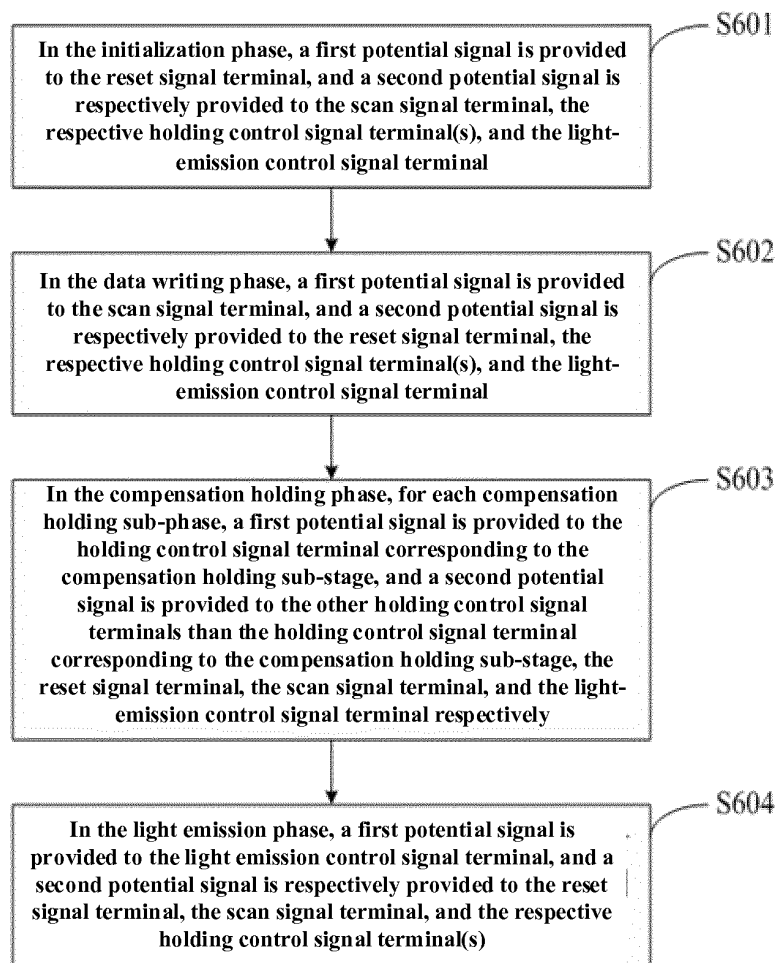 S601
In the initialization phase, a first potential signal is provided
to the reset signal terminal, and a second potential signal is
respectively provided to the scan signal terminal, the
respective holding control signal terminal(s), and the light-
emission control signal terminal
S602
In the data writing phase, a first potential signal is provided
to the scan signal terminal, and a second potential signal is
respectively provided to the reset signal terminal, the
respective holding control signal terminal(s), and the light-
emission control signal terminal
S603
In the compensation holding phase, for each compensation
holding sub-phase, a first potential signal is provided to the
holding control signal terminal corresponding to the
compensation holding sub-stage, and a second potential
signal is provided to the other holding control signal
terminals than the holding control signal terminal
corresponding to the compensation holding sub-stage, the
reset signal terminal, the scan signal terminal, and the light-
emission control signal terminal respectively
S604
In the light emission phase, a first potential signal is
provided to the light emission control signal terminal, and a
second potential signal is respectively provided to the reset
signal terminal, the scan signal terminal, and the respective
holding control signal terminal(s)